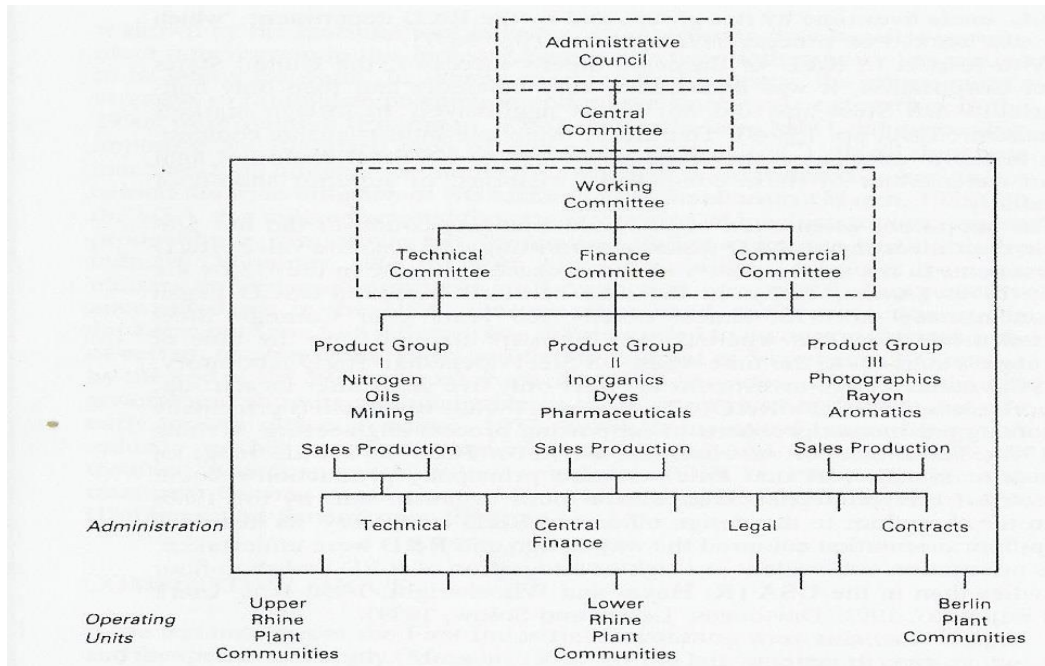 Administrative
Council
Central
Committee
Working
Committee
Technical
Committee
Finance
Committee
Commercial
Committee
Product Group
I
Nitrogen
Oils
Mining
Product Group
II
Inorganics
Dyes
Pharmaceuticals
Product Group
III
Photographics
Rayon
Aromatics
Sales Production
Sales Production
Sales Production
Administration
Technical
Central
Finance
Legal
Contracts
Operating
Units
Upper
Rhine
Plant
Communities
Lower
Rhine
Plant
Communities
Berlin
Plant
Communities